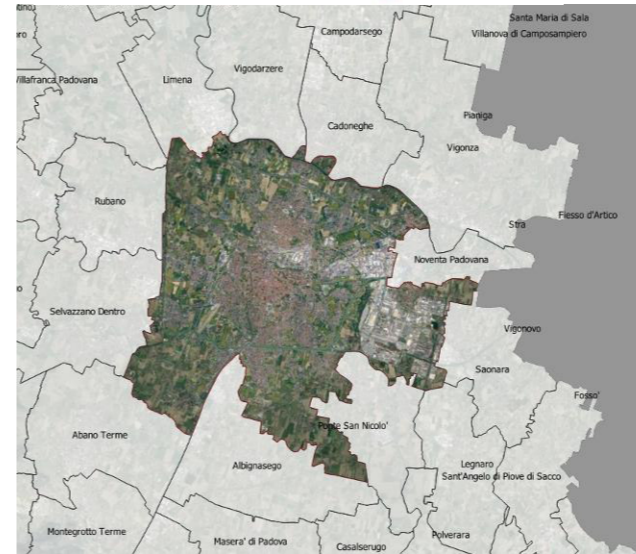 Santa Maria di Sala
Campodarsego
Villanova di Camposampiero
Vigodarzere
Villafranca Padovana
Limena
Pianiga
Cadoneghe
Vigonza
Rubano
Fiesso d'Artico
Stra
Noventa Padovana
Selvazzano Dentro
Vigonovo
Saonara
Fosso'
Ponte San Nicolo'
Abano Terme
Albignasego
Legnaro
Sant'Angelo di Piove di Sacco
Montegrotto Terme
Polverara
Masera' di Padova
Casalserugo